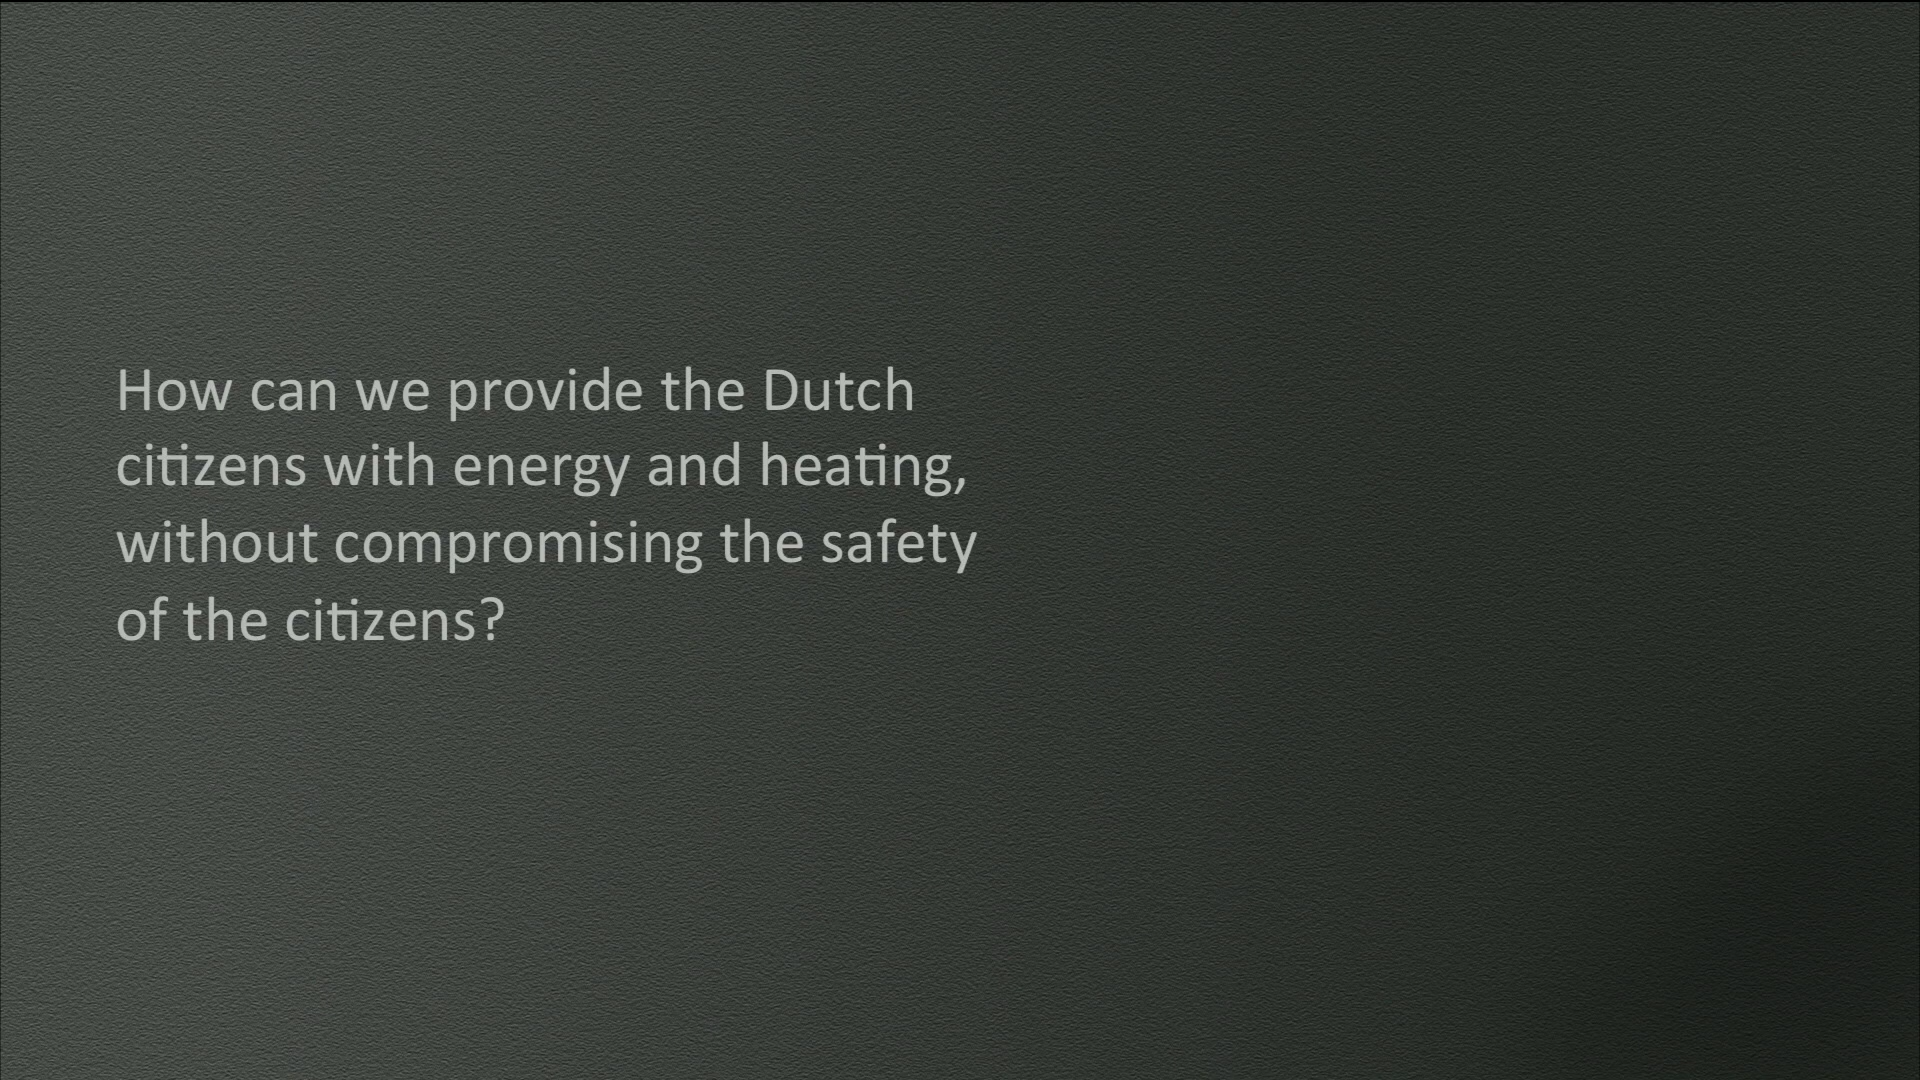 How can we provide the Dutch
citizens with energy and heating,
without compromising the safety
of the citizens?